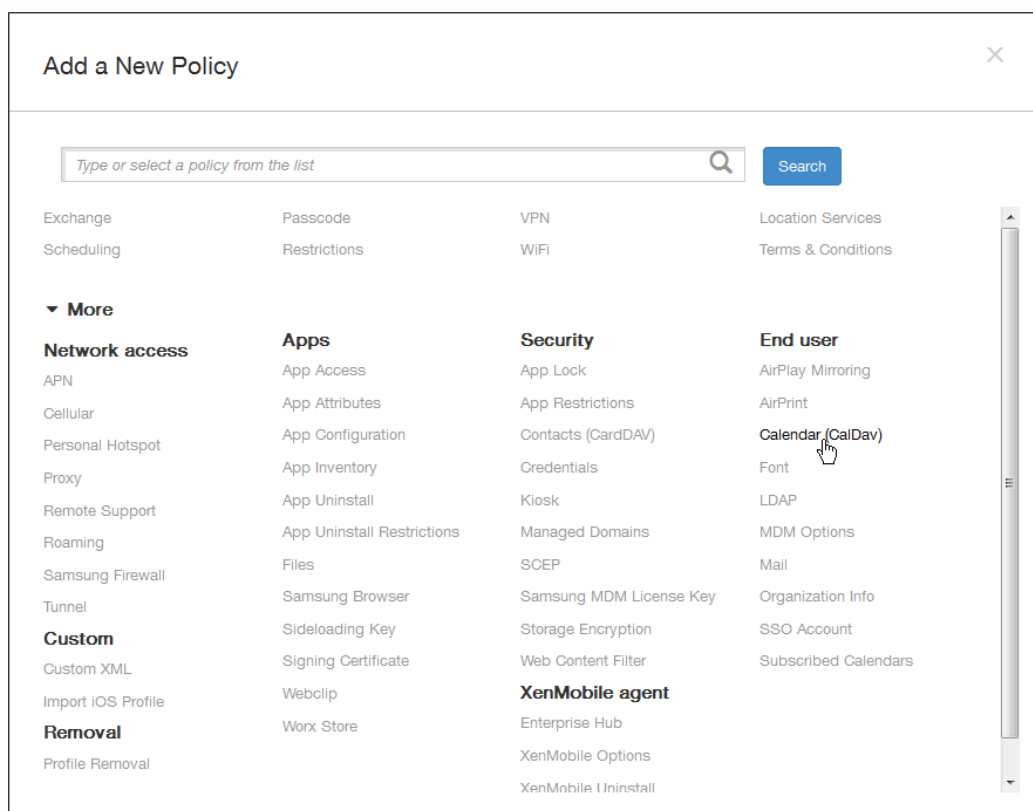 Add a New Policy
Type or select a policy from the list
Search
Exchange
Passcode
VPN
Location Services
Scheduling
Restrictions
WiFi
Terms & Conditions
More
Network access
APN
Cellular
Personal Hotspot
Proxy
Remote Support
Roaming
Samsung Firewall
Tunnel
Custom
Custom XML
Import iOS Profile
Removal
Profile Removal
Apps
App Access
App Attributes
App Configuration
App Inventory
App Uninstall
App Uninstall Restrictions
Files
Samsung Browser
Sideloading Key
Signing Certificate
Webclip
Worx Store
Security
App Lock
App Restrictions
Contacts (CardDAV)
Credentials
Kiosk
Managed Domains
SCEP
Samsung MDM License Key
Storage Encryption
Web Content Filter
XenMobile agent
Enterprise Hub
XenMobile Options
XenMobile Uninstall
End user
AirPlay Mirroring
AirPrint
Calendar (CalDav)
Font
LDAP
MDM Options
Mail
Organization Info
SSO Account
Subscribed Calendars